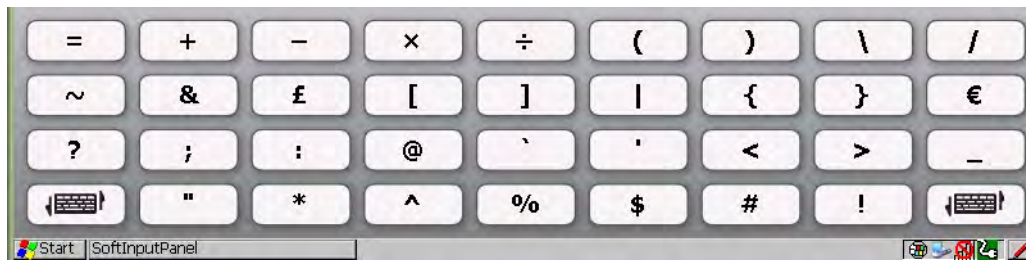 = + − × ÷ ( ) \ /
~ & £ [ ] | { } €
? ; : @ ` ' < > _
" * ^ % $ # !
Start SoftInputPanel